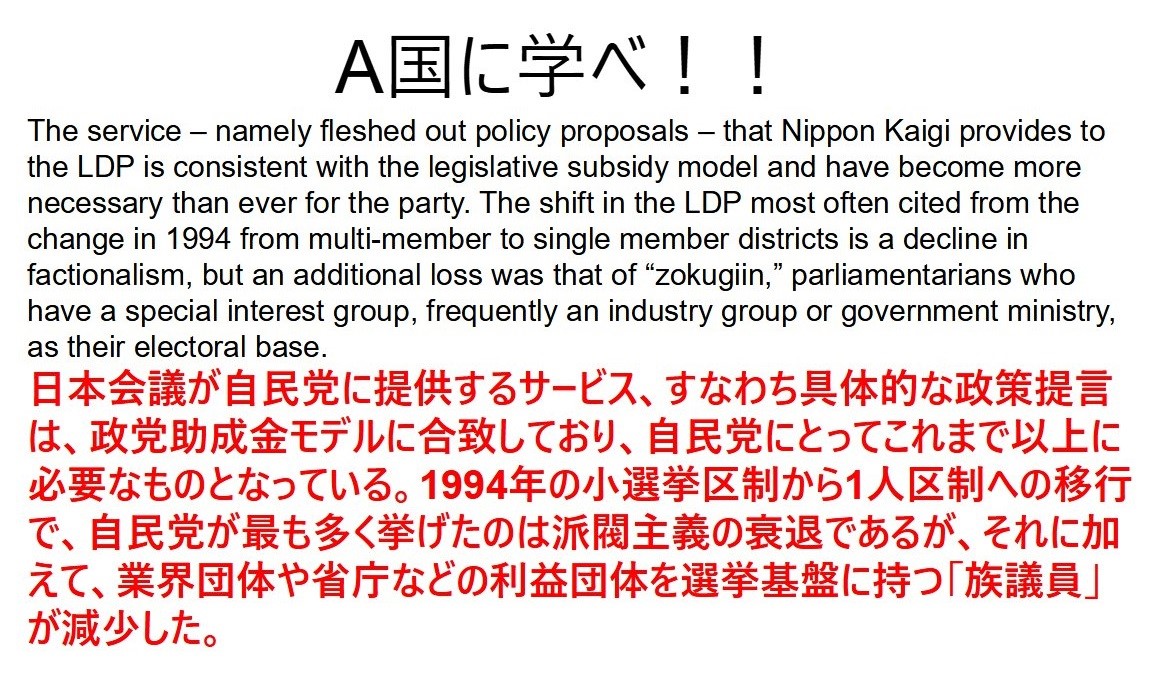 A国に学べ！！
The service – namely fleshed out policy proposals – that Nippon Kaigi provides to
the LDP is consistent with the legislative subsidy model and have become more
necessary than ever for the party. The shift in the LDP most often cited from the
change in 1994 from multi-member to single member districts is a decline in
factionalism, but an additional loss was that of “zokugiin,” parliamentarians who
have a special interest group, frequently an industry group or government ministry,
as their electoral base.
日本会議が自民党に提供するサービス、すなわち具体的な政策提言
は、政党助成金モデルに合致しており、自民党にとってこれまで以上に
必要なものとなっている。1994年の小選挙区制から1人区制への移行
で、自民党が最も多く挙げたのは派閥主義の衰退であるが、それに加
えて、業界団体や省庁などの利益団体を選挙基盤に持つ「族議員」
が減少した。